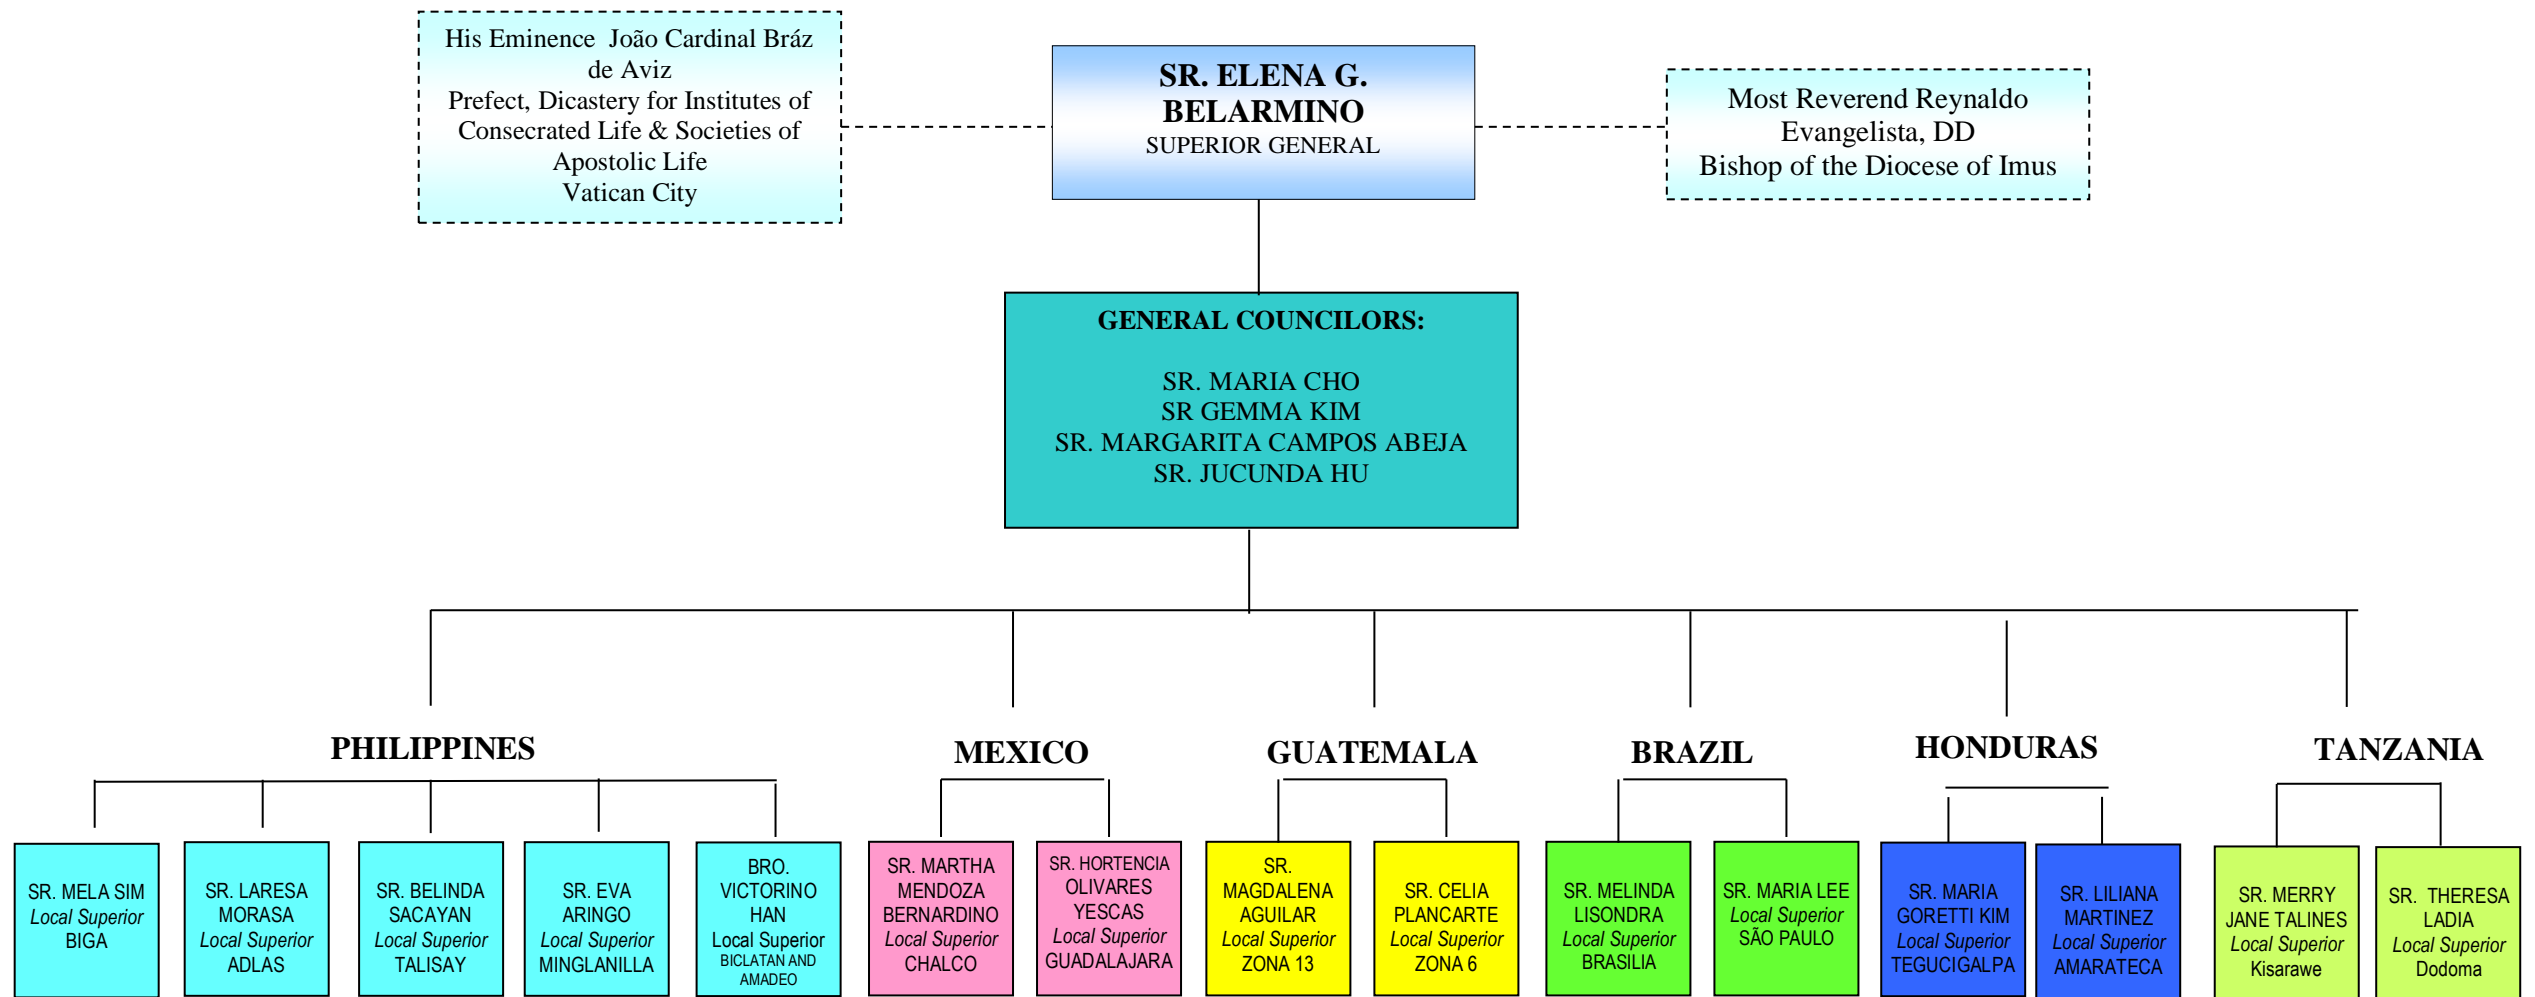 His Eminence  João Cardinal Bráz
de Aviz
Prefect, Dicastery for Institutes of
Consecrated Life & Societies of
Apostolic Life
Vatican City
SR. ELENA G.
BELARMINO
SUPERIOR GENERAL
Most Reverend Reynaldo
Evangelista, DD
Bishop of the Diocese of Imus
GENERAL COUNCILORS:
SR. MARIA CHO
SR GEMMA KIM
SR. MARGARITA CAMPOS ABEJA
SR. JUCUNDA HU
PHILIPPINES
MEXICO
GUATEMALA
BRAZIL
HONDURAS
TANZANIA
SR. MELA SIM
Local Superior
BIGA
SR. LARESA
MORASA
Local Superior
ADLAS
SR. BELINDA
SACAYAN
Local Superior
TALISAY
SR. EVA
ARINGO
Local Superior
MINGLANILLA
BRO.
VICTORINO
HAN
Local Superior
BICLATAN AND
AMADEO
SR. MARTHA
MENDOZA
BERNARDINO
Local Superior
CHALCO
SR. HORTENCIA
OLIVARES
YESCAS
Local Superior
GUADALAJARA
SR.
MAGDALENA
AGUILAR
Local Superior
ZONA 13
SR. CELIA
PLANCARTE
Local Superior
ZONA 6
SR. MELINDA
LISONDRA
Local Superior
BRASILIA
SR. MARIA LEE
Local Superior
SÃO PAULO
SR. MARIA
GORETTI KIM
Local Superior
TEGUCIGALPA
SR. LILIANA
MARTINEZ
Local Superior
AMARATECA
SR. MERRY
JANE TALINES
Local Superior
Kisarawe
SR.  THERESA
LADIA
Local Superior
Dodoma